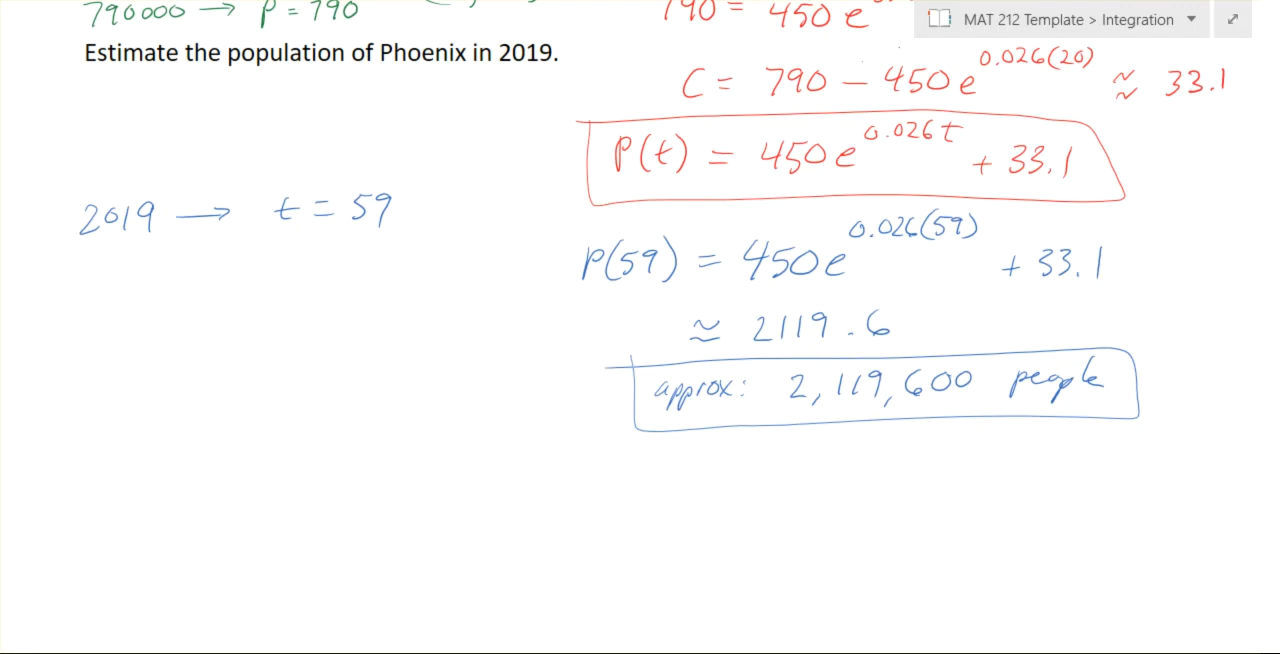 790000 → P = 790
790 = 450 e
MAT 212 Template > Integration
Estimate the population of Phoenix in 2019.
C = 790 − 450e^0.026(20) ≈ 33.1
P(t) = 450e^0.026t + 33.1
2019 → t = 59
P(59) = 450e^0.026(59) + 33.1
≈ 2119.6
approx: 2,119,600 people